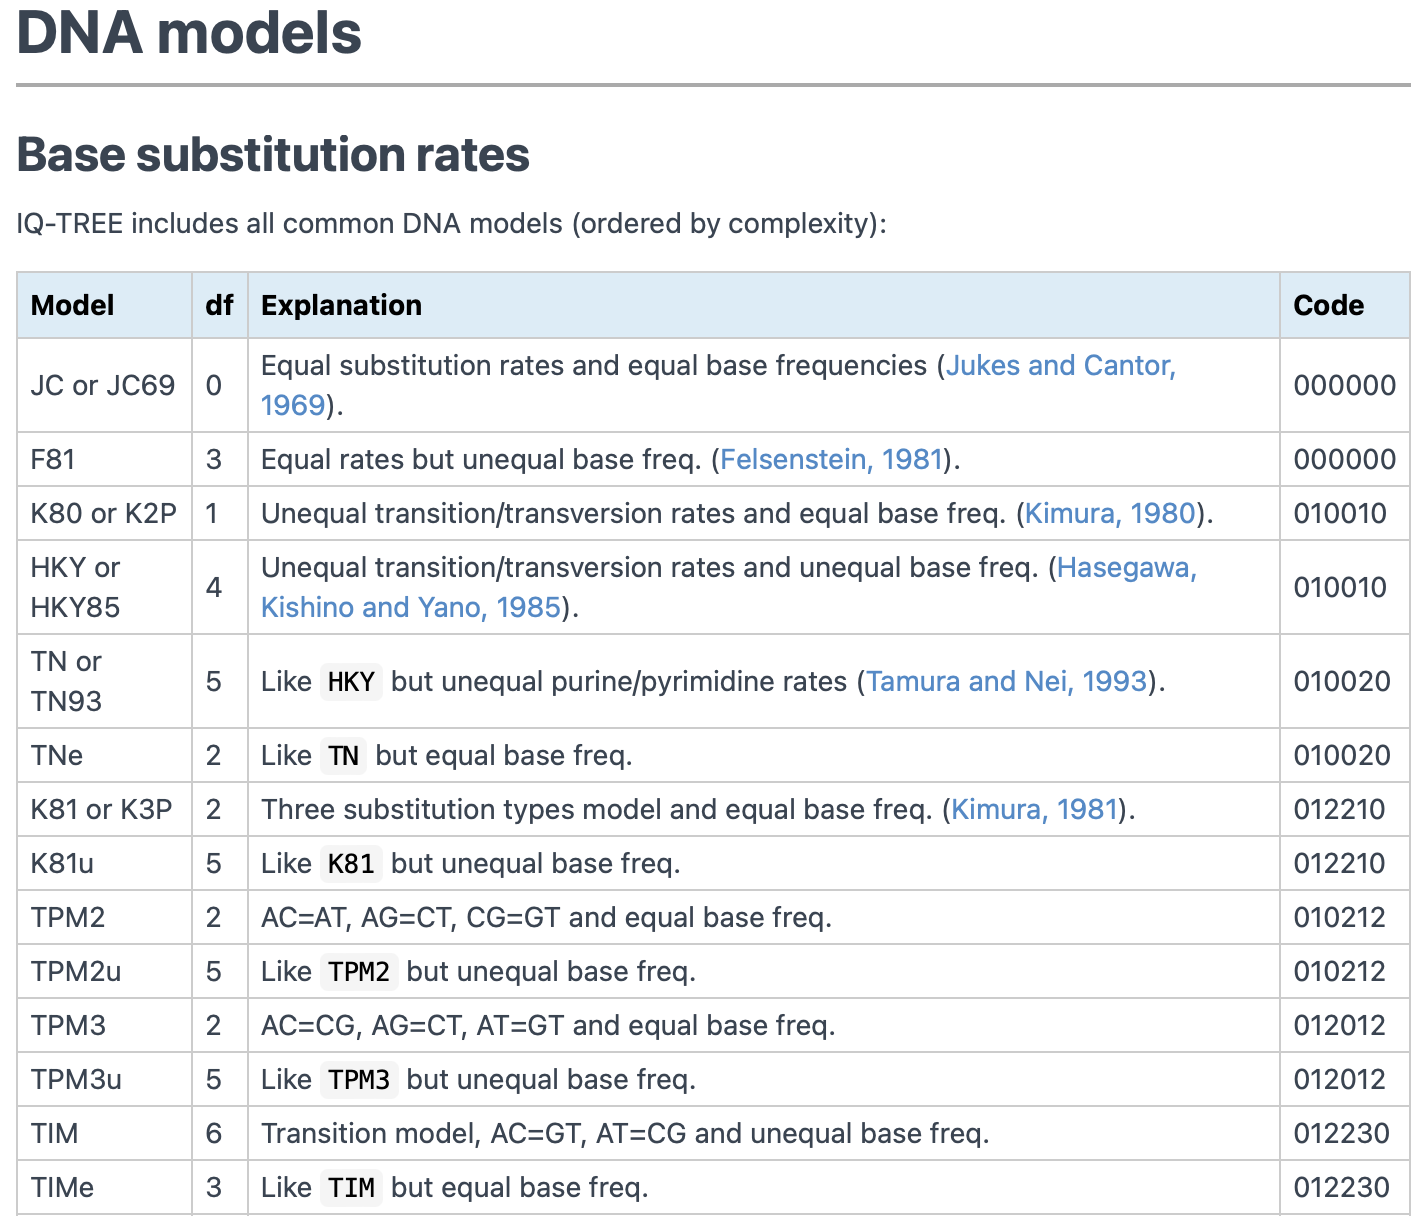 DNA models
Base substitution rates
IQ-TREE includes all common DNA models (ordered by complexity):
Model df Explanation Code
JC or JC69 0 Equal substitution rates and equal base frequencies (Jukes and Cantor, 000000
1969).
F81 3 Equal rates but unequal base freq. (Felsenstein, 1981). 000000
K80 or K2P 1 Unequal transition/transversion rates and equal base freq. (Kimura, 1980). 010010
HKY or
HKY85 4 Unequal transition/transversion rates and unequal base freq. (Hasegawa, 010010
Kishino and Yano, 1985).
TN or
TN93 5 Like HKY but unequal purine/pyrimidine rates (Tamura and Nei, 1993). 010020
TNe 2 Like TN but equal base freq. 010020
K81 or K3P 2 Three substitution types model and equal base freq. (Kimura, 1981). 012210
K81u 5 Like K81 but unequal base freq. 012210
TPM2 2 AC=AT, AG=CT, CG=GT and equal base freq. 010212
TPM2u 5 Like TPM2 but unequal base freq. 010212
TPM3 2 AC=CG, AG=CT, AT=GT and equal base freq. 012012
TPM3u 5 Like TPM3 but unequal base freq. 012012
TIM 6 Transition model, AC=GT, AT=CG and unequal base freq. 012230
TIMe 3 Like TIM but equal base freq. 012230